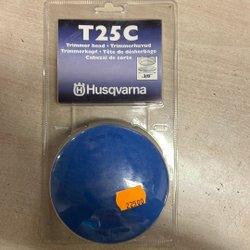 T25C
Trimmer head • Trimmerhuvud
Trimmerkopf • Tête de désherbage
Cabezal de corte
Husqvarna